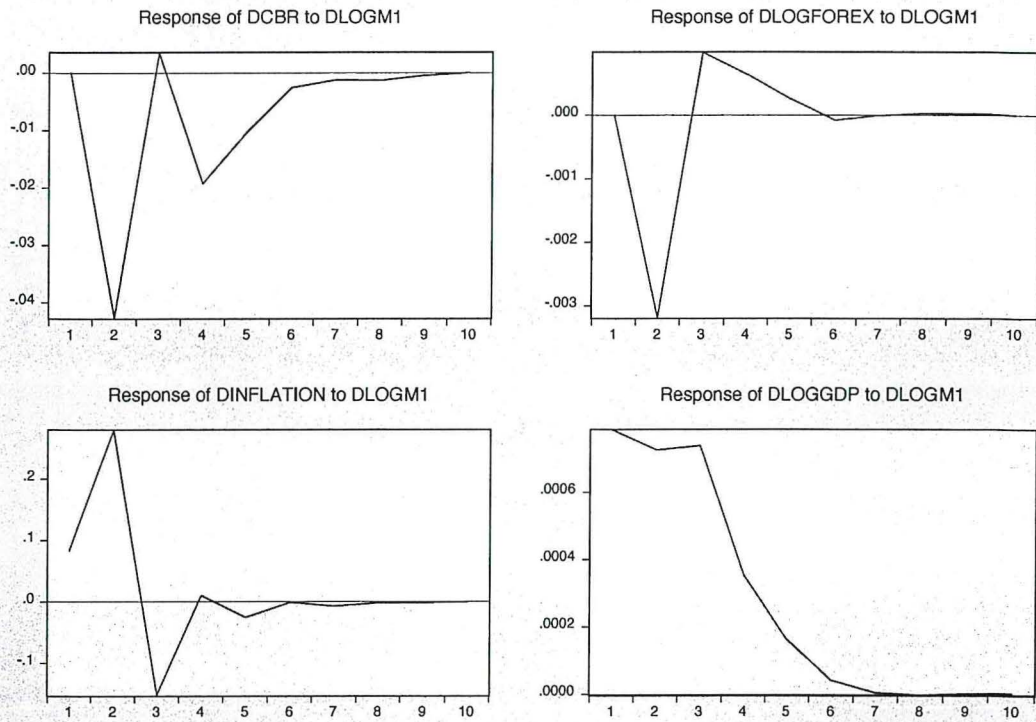 Response of DCBR to DLOGM1
.00
-.01
-.02
-.03
-.04
1 2 3 4 5 6 7 8 9 10
Response of DLOGFOREX to DLOGM1
.000
-.001
-.002
-.003
1 2 3 4 5 6 7 8 9 10
Response of DINFLATION to DLOGM1
.2
.1
.0
-.1
1 2 3 4 5 6 7 8 9 10
Response of DLOGGDP to DLOGM1
.0006
.0004
.0002
.0000
1 2 3 4 5 6 7 8 9 10